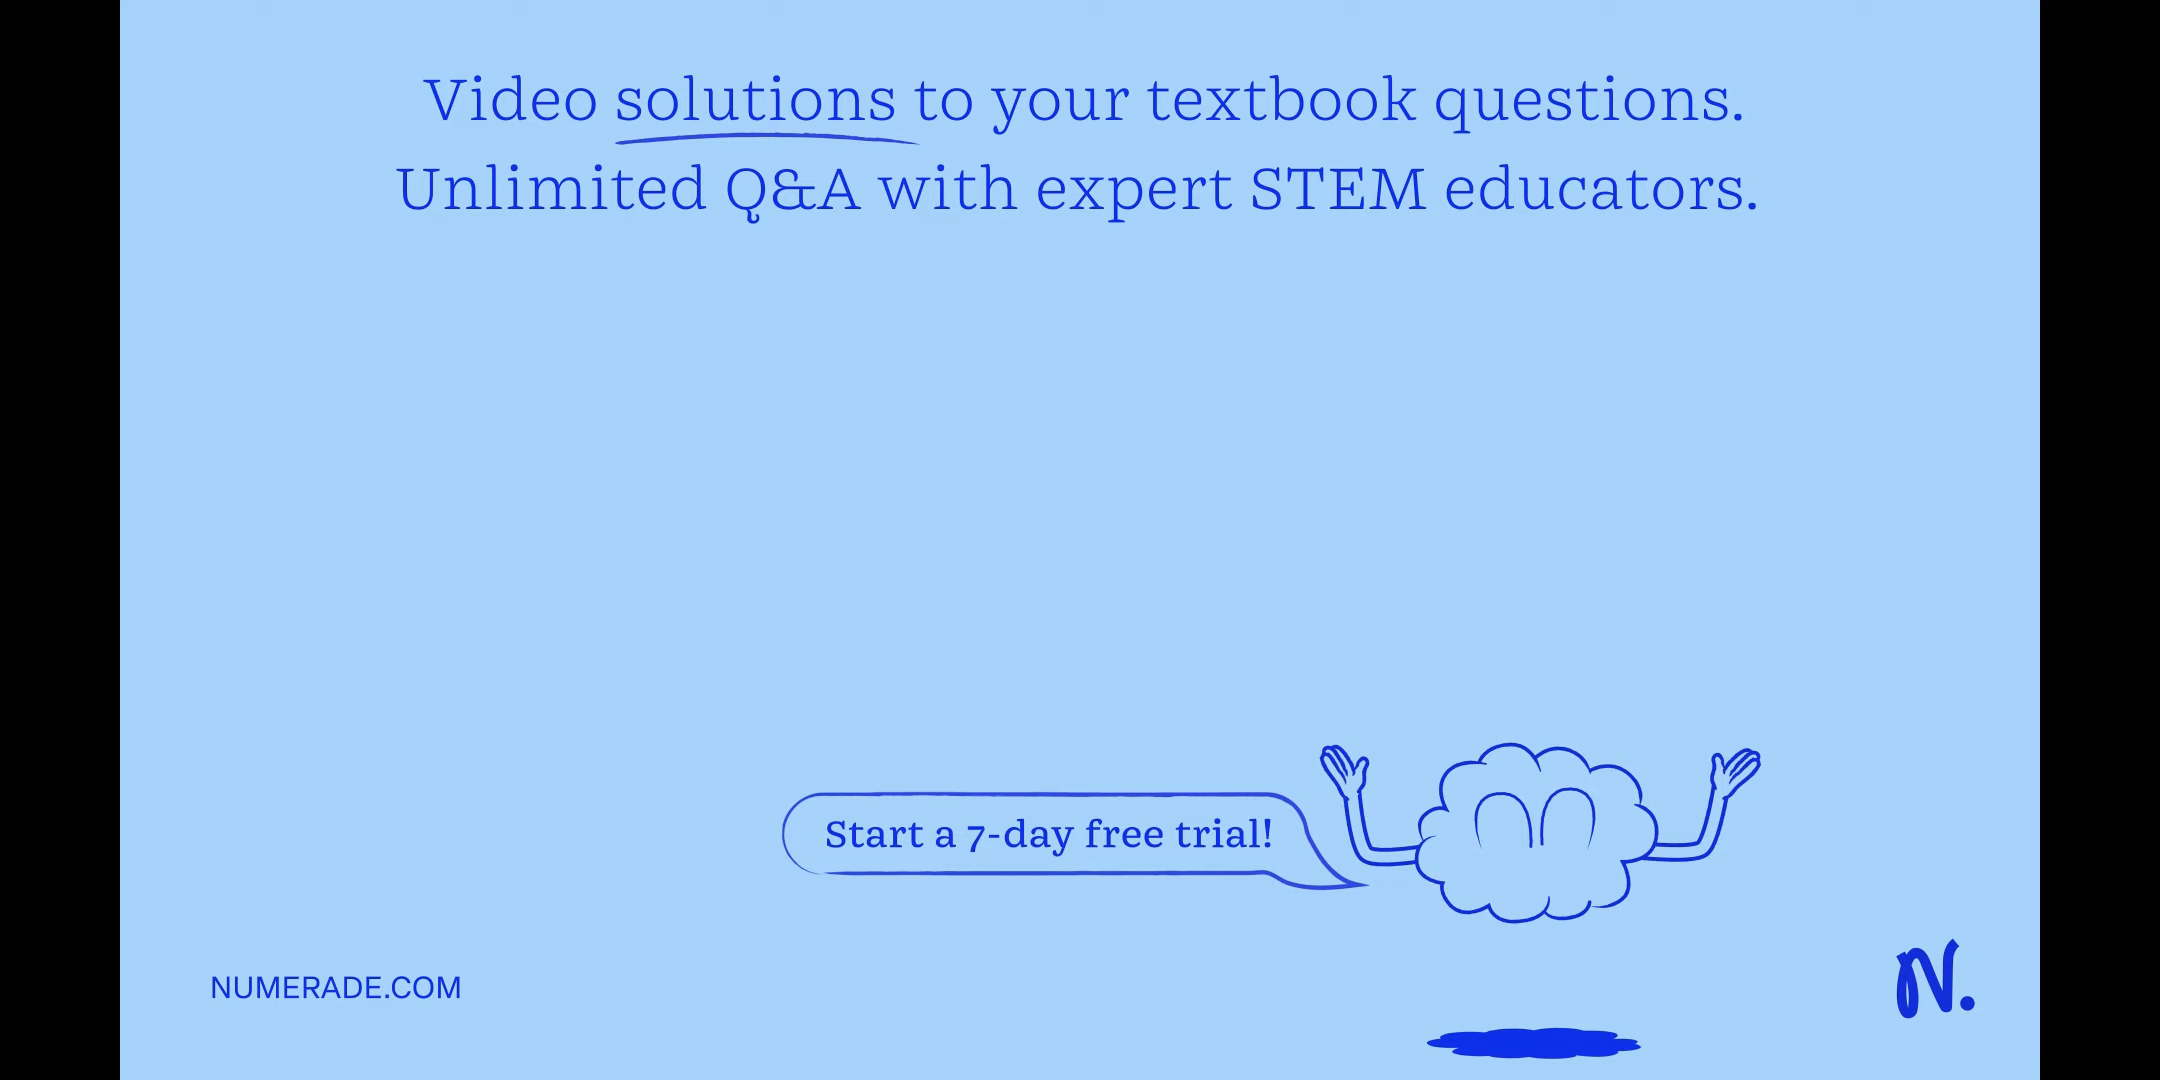 Video solutions to your textbook questions.
Unlimited Q&A with expert STEM educators.
Start a 7-day free trial!
NUMERADE.COM
N.